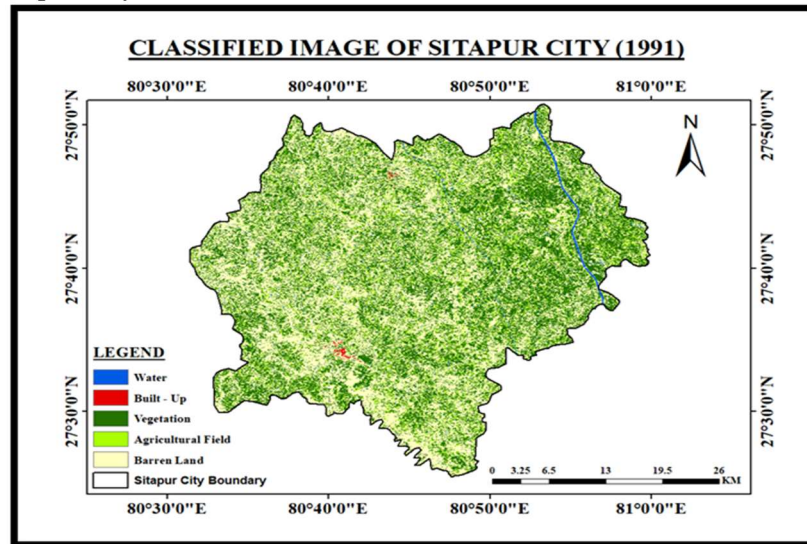 CLASSIFIED IMAGE OF SITAPUR CITY (1991)
80°30'0"E 80°40'0"E 80°50'0"E 81°0'0"E
N
27°50'0"N 27°50'0"N
27°40'0"N 27°40'0"N
27°30'0"N 27°30'0"N
LEGEND
Water
Built - Up
Vegetation
Agricultural Field
Barren Land
Sitapur City Boundary
0 3.25 6.5 13 19.5 26
KM
80°30'0"E 80°40'0"E 80°50'0"E 81°0'0"E